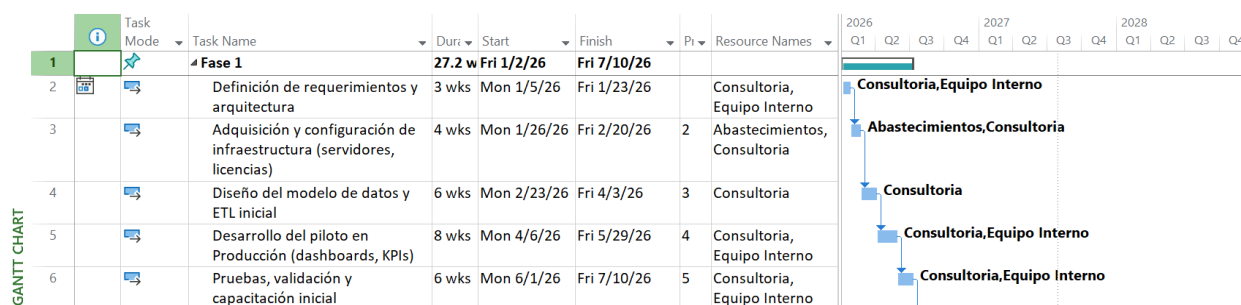 Task Mode Task Name Dura Start Finish Pr Resource Names 2026 2027 2028
Q1 Q2 Q3 Q4 Q1 Q2 Q3 Q4 Q1 Q2 Q3 Q4
1 Fase 1 27.2 w Fri 1/2/26 Fri 7/10/26
2 Definición de requerimientos y arquitectura 3 wks Mon 1/5/26 Fri 1/23/26 Consultoria, Equipo Interno
Consultoria,Equipo Interno
3 Adquisición y configuración de infraestructura (servidores, licencias) 4 wks Mon 1/26/26 Fri 2/20/26 2 Abastecimientos, Consultoria
Abastecimientos,Consultoria
4 Diseño del modelo de datos y ETL inicial 6 wks Mon 2/23/26 Fri 4/3/26 3 Consultoria
Consultoria
5 Desarrollo del piloto en Producción (dashboards, KPIs) 8 wks Mon 4/6/26 Fri 5/29/26 4 Consultoria, Equipo Interno
Consultoria,Equipo Interno
6 Pruebas, validación y capacitación inicial 6 wks Mon 6/1/26 Fri 7/10/26 5 Consultoria, Equipo Interno
Consultoria,Equipo Interno
GANTT CHART